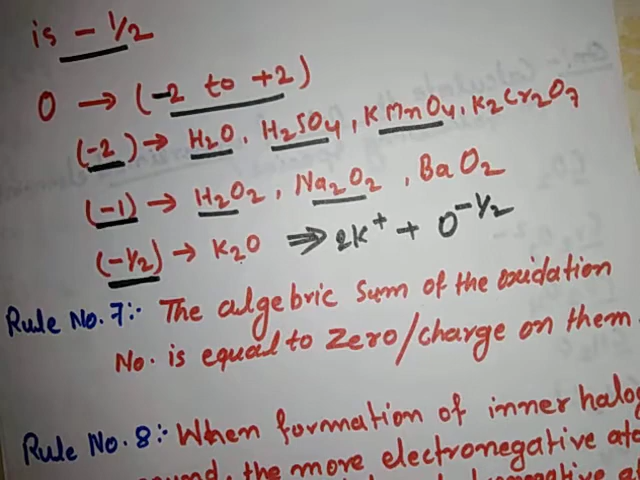 is - 1/2
O → (-2 to +2)
(-2) → H2O, H2SO4, KMnO4, K2Cr2O7
(-1) → H2O2, Na2O2, BaO2
(-1/2) → K2O ⇒ 2K+ + O-1/2
Rule No. 7:- The algebric sum of the oxidation
No. is equal to Zero/charge on them.
Rule No. 8:- When formation of inner halog
the more electronegative ato